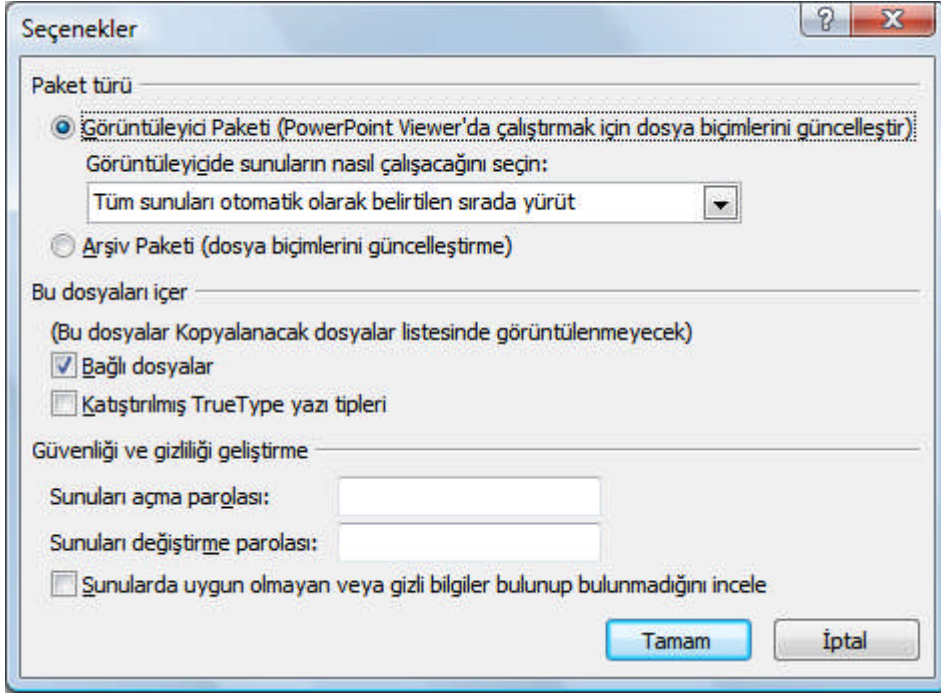 Seçenekler
Paket türü
Görüntüleyici Paketi (PowerPoint Viewer'da çalıştırmak için dosya biçimlerini güncelleştir)
Görüntüleyicide sunuların nasıl çalışacağını seçin:
Tüm sunuları otomatik olarak belirtilen sırada yürüt
Arşiv Paketi (dosya biçimlerini güncelleştirme)
Bu dosyaları içer
(Bu dosyalar Kopyalanacak dosyalar listesinde görüntülenmeyecek)
Bağlı dosyalar
Katıştırılmış TrueType yazı tipleri
Güvenliği ve gizliliği geliştirme
Sunuları açma parolası:
Sunuları değiştirme parolası:
Sunularda uygun olmayan veya gizli bilgiler bulunup bulunmadığını incele
Tamam İptal